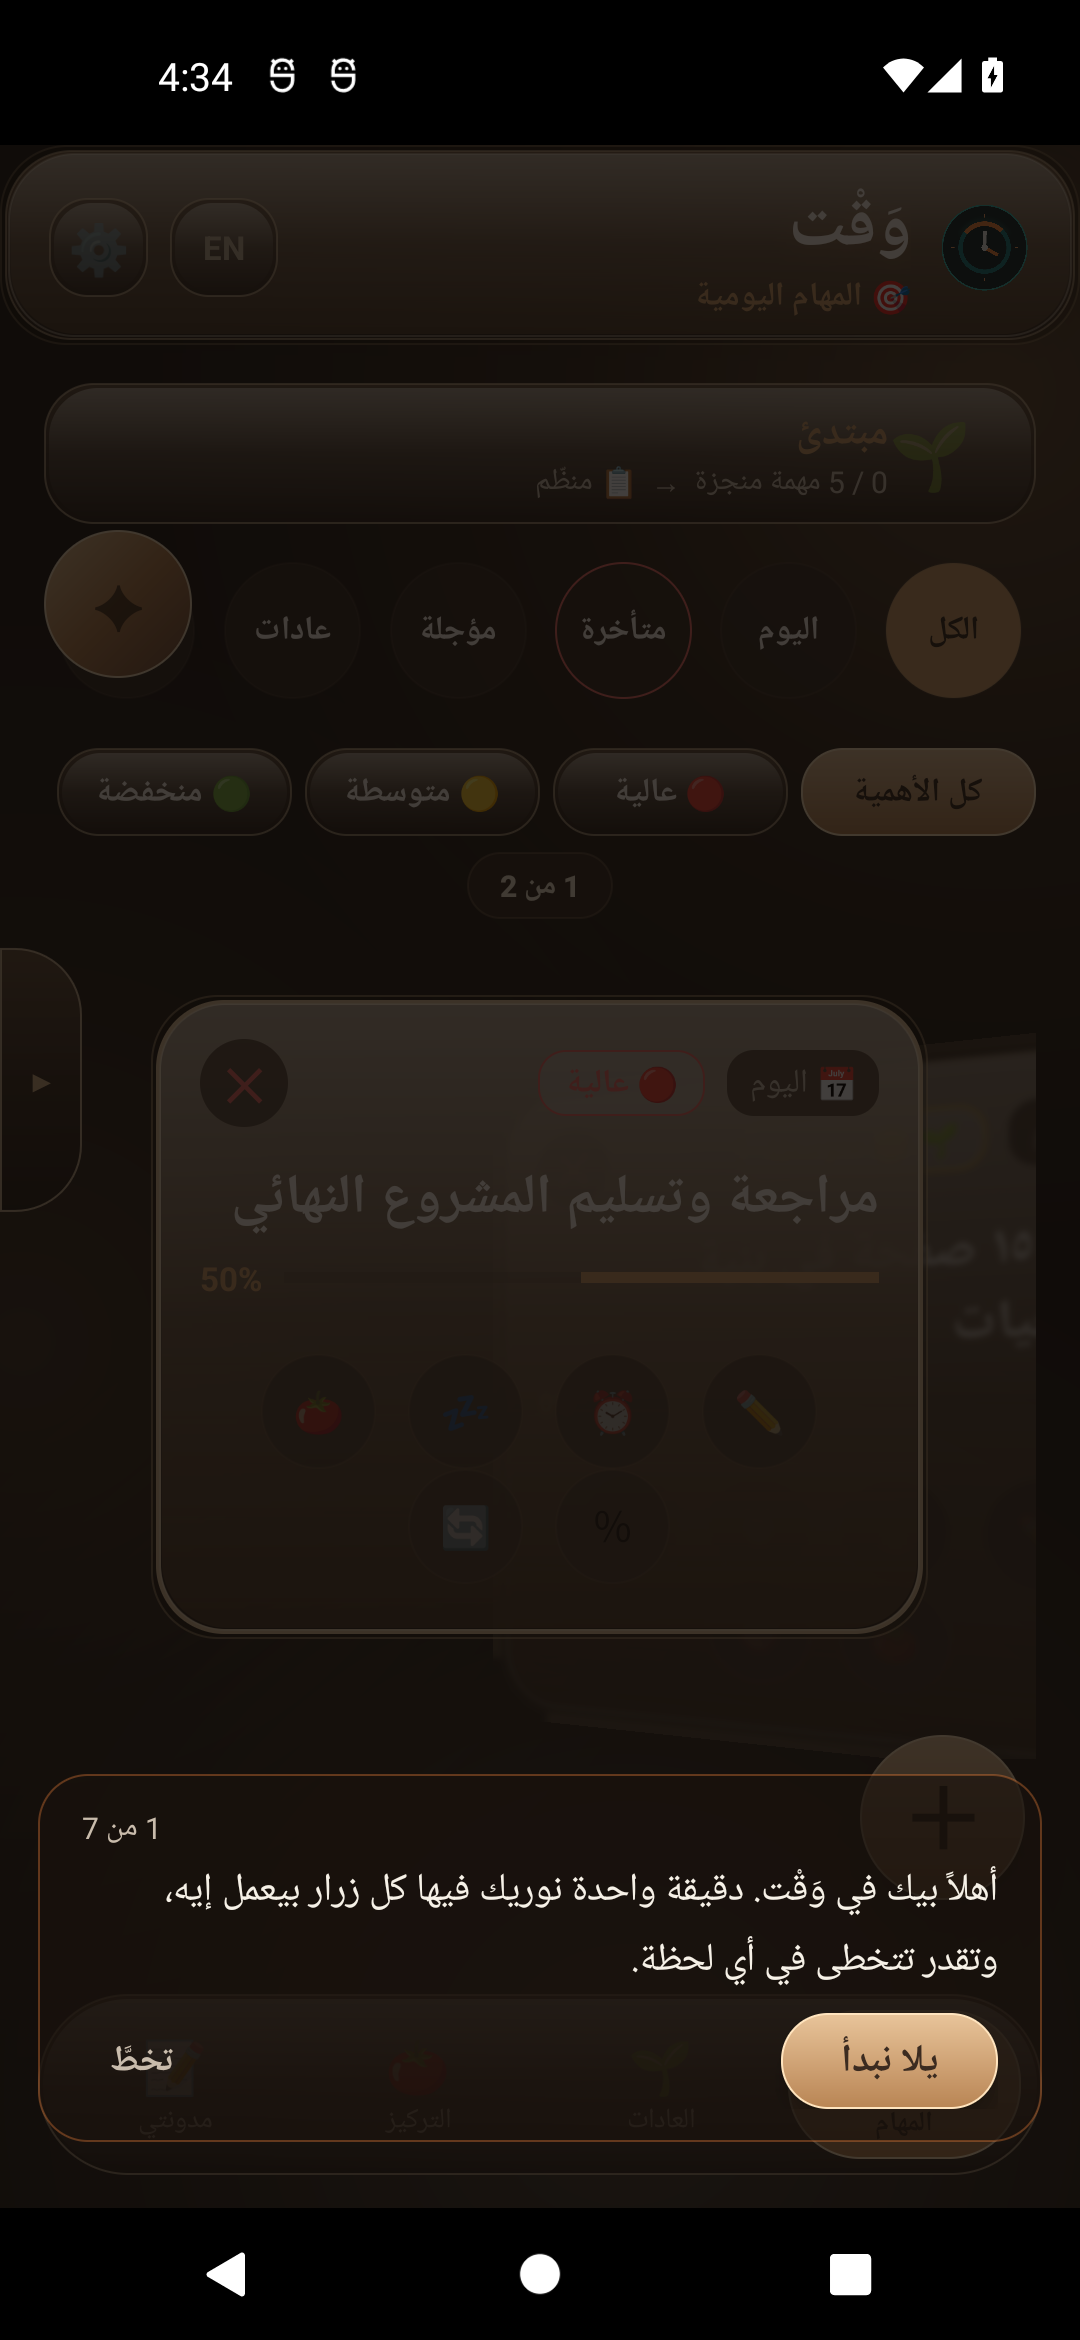 4:34
وَقْت
EN
🎯 المهام اليومية
مبتدئ
0 / 5 مهمة منجزة → 📋 منظّم
الكل
اليوم
متأخرة
مؤجلة
عادات
كل الأهمية
🔴 عالية
🟡 متوسطة
🟢 منخفضة
1 من 2
📅 اليوم
🔴 عالية
مراجعة وتسليم المشروع النهائي
50%
%
١٥
يات
1 من 7
أهلاً بيك في وَقْت. دقيقة واحدة نوريك فيها كل زرار بيعمل إيه،
وتقدر تتخطى في أي لحظة.
يلا نبدأ
تخطَّ
المهام
العادات
التركيز
مدونتي